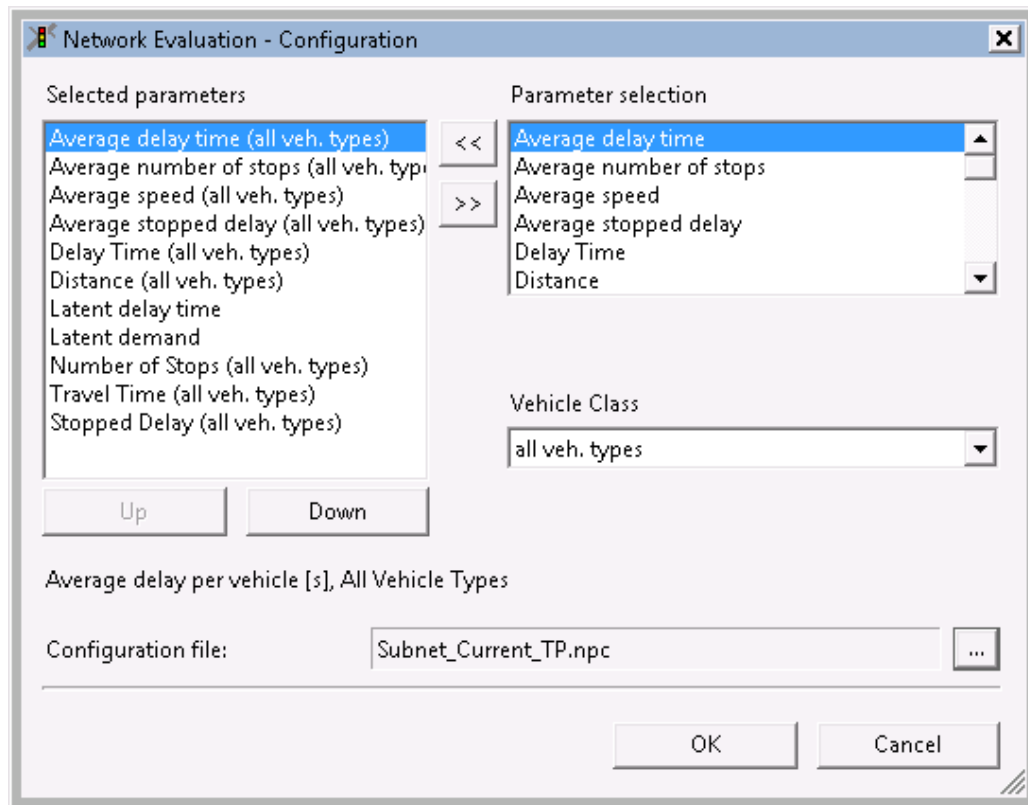 Network Evaluation - Configuration
Selected parameters
Average delay time (all veh. types)
Average number of stops (all veh. typ
Average speed (all veh. types)
Average stopped delay (all veh. types)
Delay Time (all veh. types)
Distance (all veh. types)
Latent delay time
Latent demand
Number of Stops (all veh. types)
Travel Time (all veh. types)
Stopped Delay (all veh. types)
<<
>>
Parameter selection
Average delay time
Average number of stops
Average speed
Average stopped delay
Delay Time
Distance
Vehicle Class
all veh. types
Up Down
Average delay per vehicle [s], All Vehicle Types
Configuration file: Subnet_Current_TP.npc ...
OK Cancel